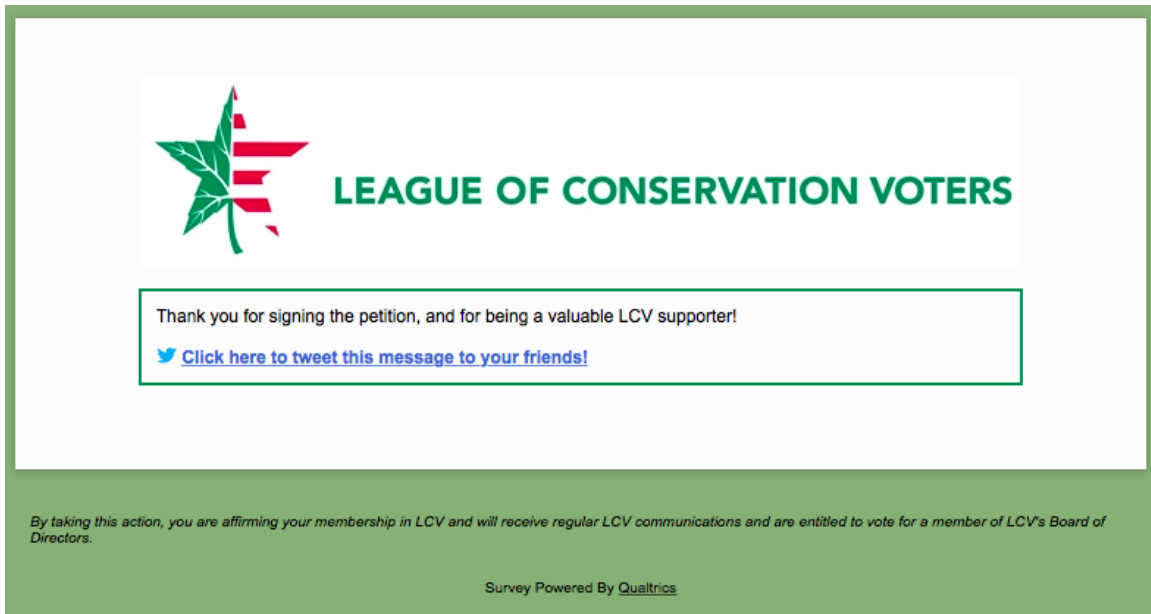 LEAGUE OF CONSERVATION VOTERS
Thank you for signing the petition, and for being a valuable LCV supporter!
Click here to tweet this message to your friends!
By taking this action, you are affirming your membership in LCV and will receive regular LCV communications and are entitled to vote for a member of LCV's Board of
Directors.
Survey Powered By Qualtrics